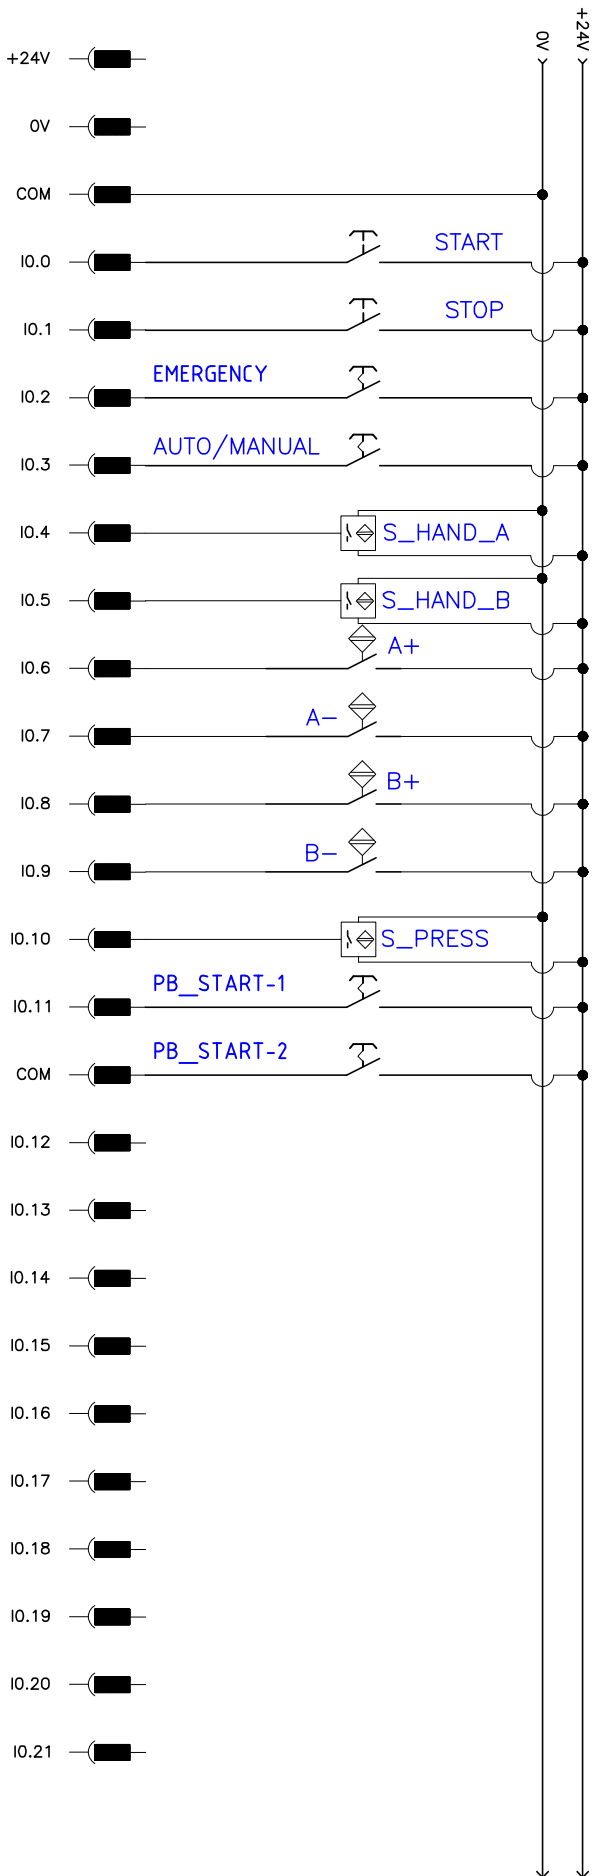 +24V
0V
+24V
0V
COM
I0.0
START
I0.1
STOP
I0.2
EMERGENCY
I0.3
AUTO/MANUAL
I0.4
S_HAND_A
I0.5
S_HAND_B
I0.6
A+
I0.7
A-
I0.8
B+
I0.9
B-
I0.10
S_PRESS
I0.11
PB_START-1
COM
PB_START-2
I0.12
I0.13
I0.14
I0.15
I0.16
I0.17
I0.18
I0.19
I0.20
I0.21